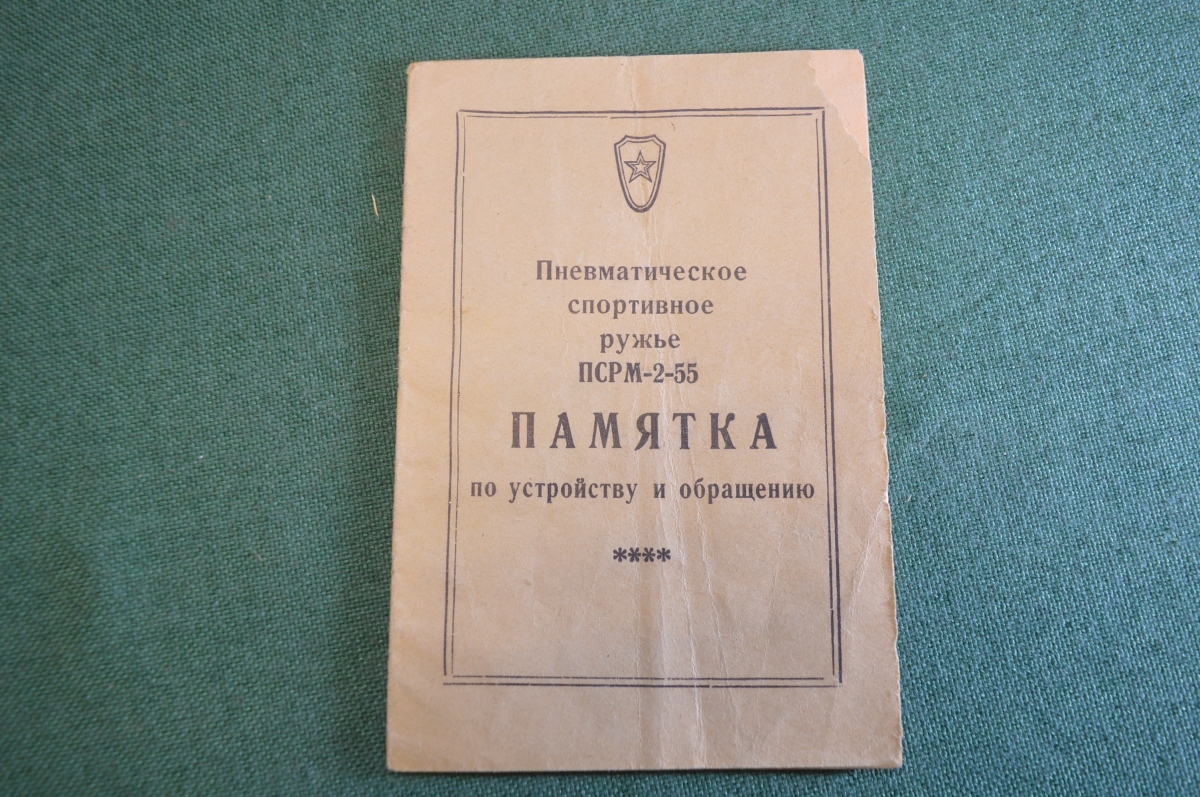 Пневматическое
спортивное
ружье
ПСРМ-2-55
ПАМЯТКА
по устройству и обращению
****